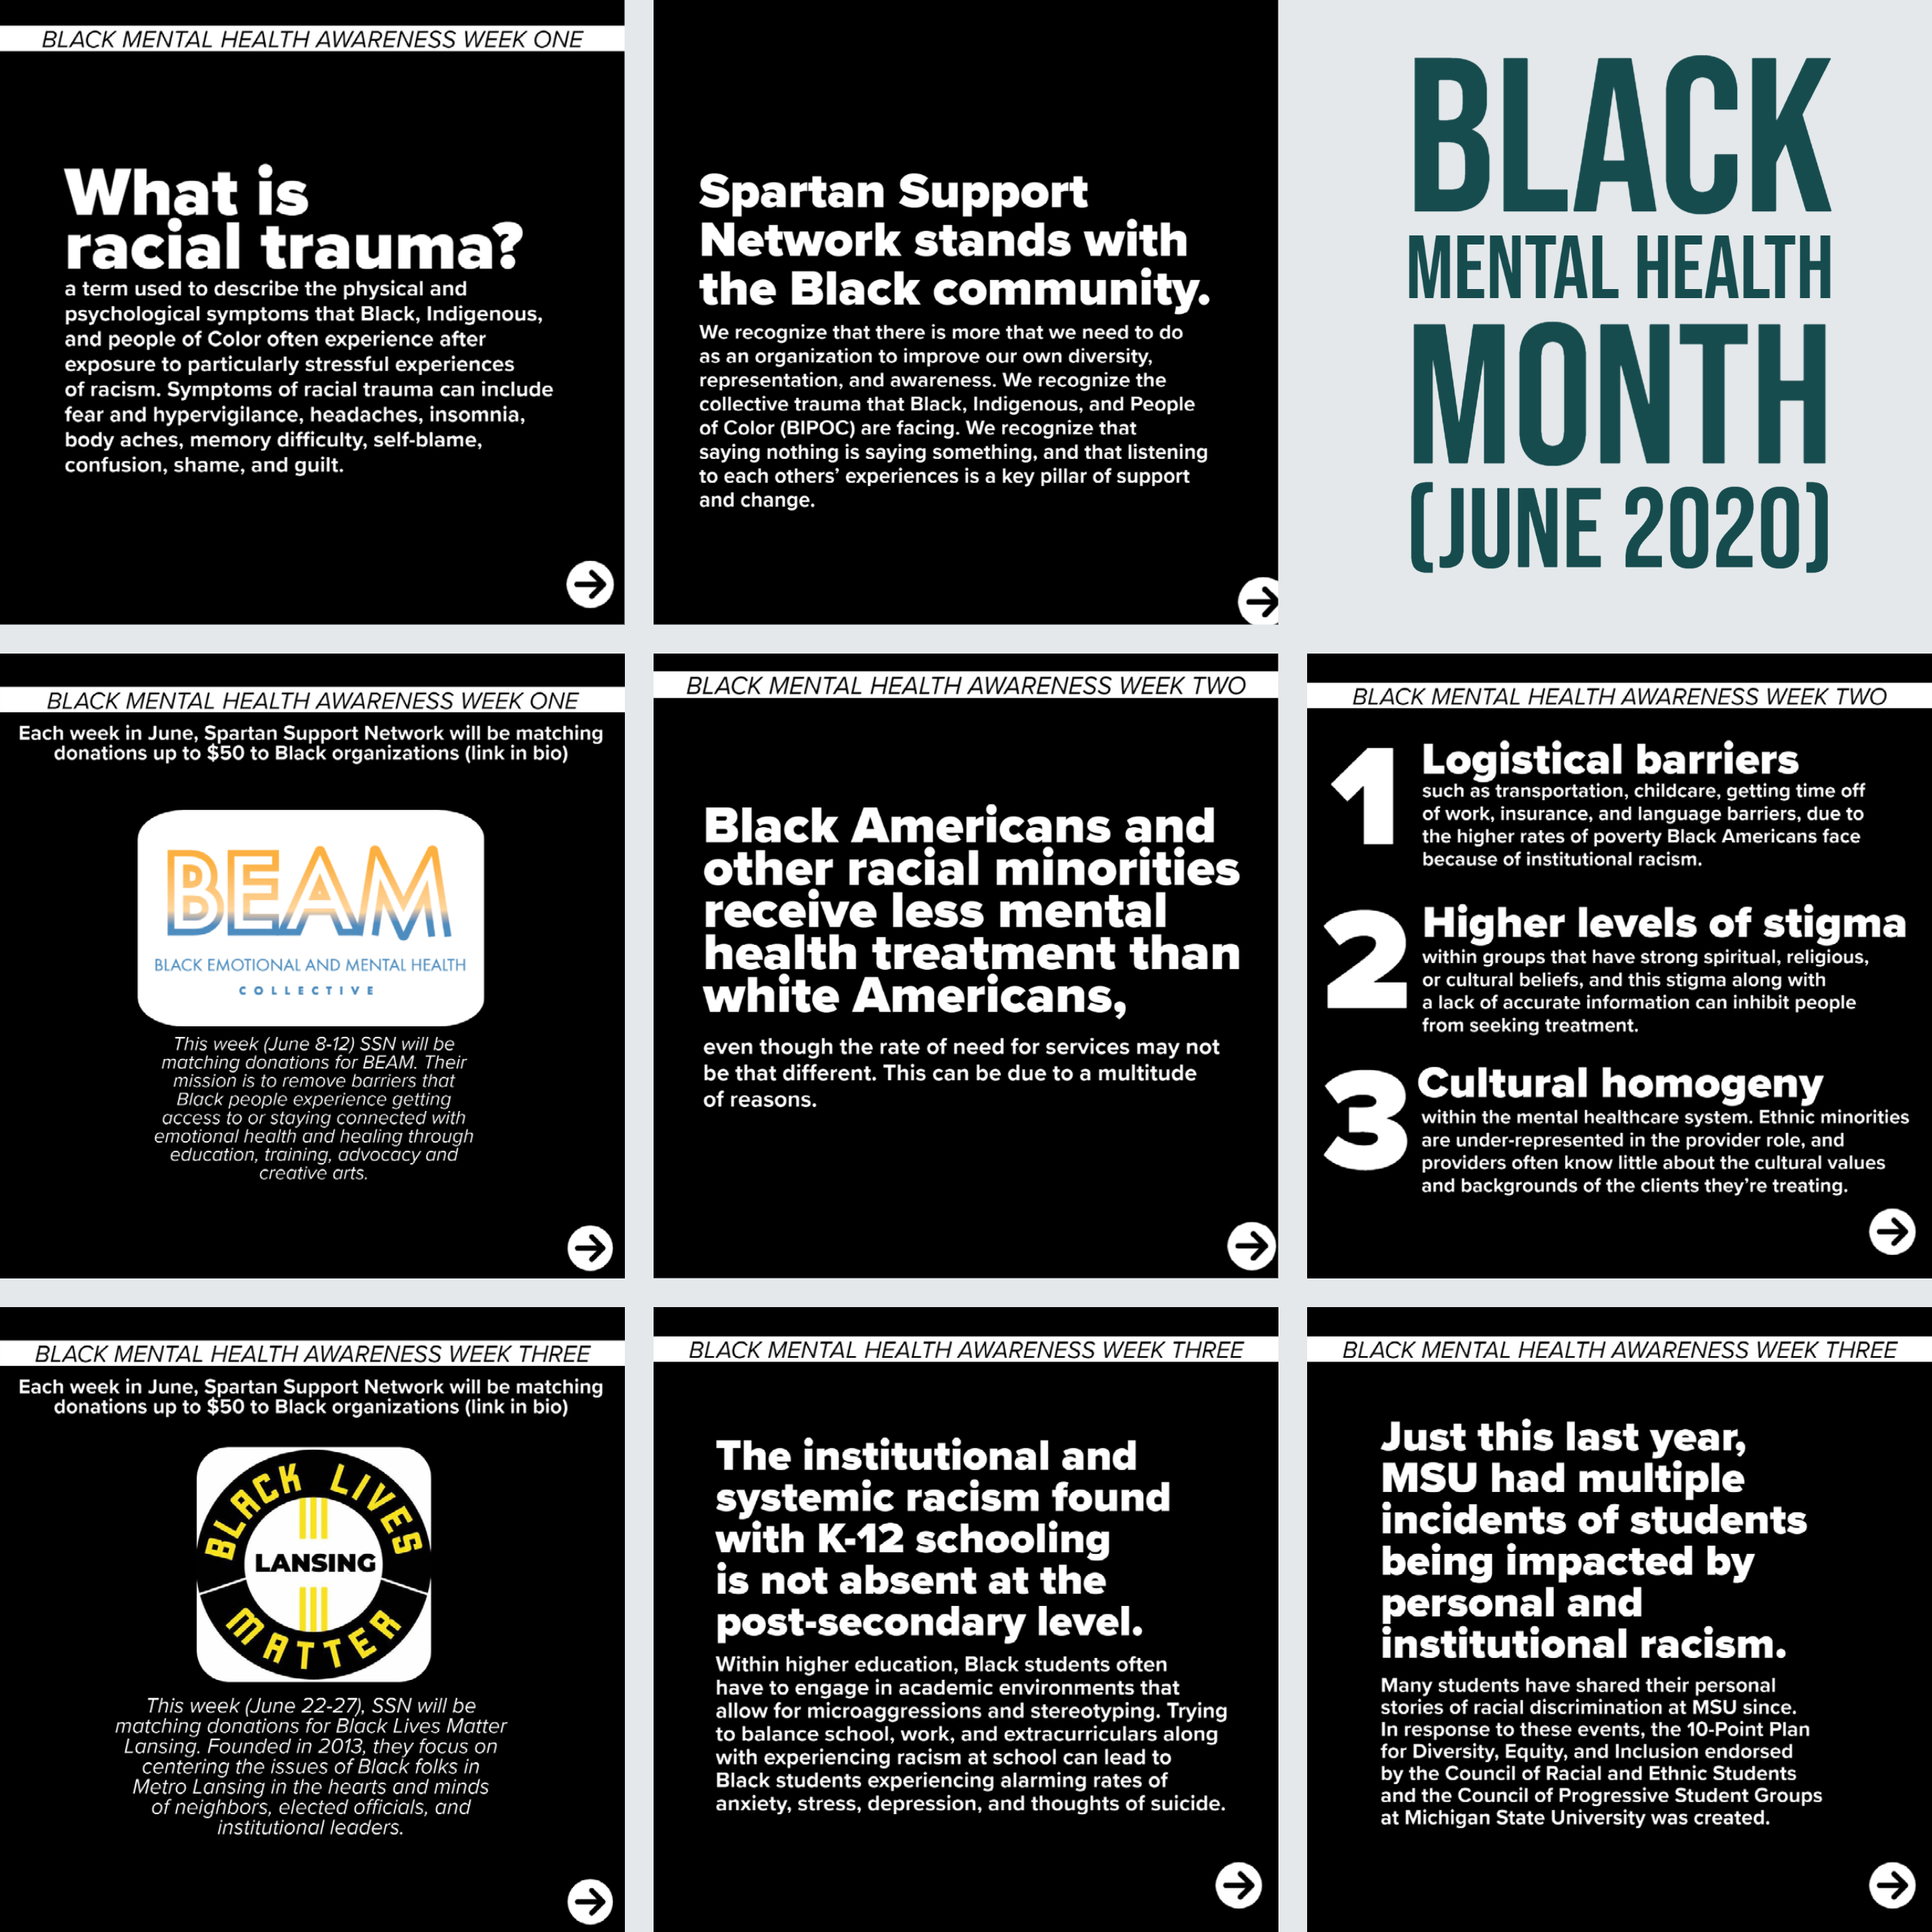 BLACK MENTAL HEALTH AWARENESS WEEK ONE
What is
racial trauma?
a term used to describe the physical and
psychological symptoms that Black, Indigenous,
and people of Color often experience after
exposure to particularly stressful experiences
of racism. Symptoms of racial trauma can include
fear and hypervigilance, headaches, insomnia,
body aches, memory difficulty, self-blame,
confusion, shame, and guilt.
Spartan Support
Network stands with
the Black community.
We recognize that there is more that we need to do
as an organization to improve our own diversity,
representation, and awareness. We recognize the
collective trauma that Black, Indigenous, and People
of Color (BIPOC) are facing. We recognize that
saying nothing is saying something, and that listening
to each others' experiences is a key pillar of support
and change.
BLACK
MENTAL HEALTH
MONTH
(JUNE 2020)
BLACK MENTAL HEALTH AWARENESS WEEK ONE
Each week in June, Spartan Support Network will be matching
donations up to $50 to Black organizations (link in bio)
BEAM
BLACK EMOTIONAL AND MENTAL HEALTH
COLLECTIVE
This week (June 8-12) SSN will be
matching donations for BEAM. Their
mission is to remove barriers that
Black people experience getting
access to or staying connected with
emotional health and healing through
education, training, advocacy and
creative arts.
BLACK MENTAL HEALTH AWARENESS WEEK TWO
Black Americans and
other racial minorities
receive less mental
health treatment than
white Americans,
even though the rate of need for services may not
be that different. This can be due to a multitude
of reasons.
BLACK MENTAL HEALTH AWARENESS WEEK TWO
1 Logistical barriers
such as transportation, childcare, getting time off
of work, insurance, and language barriers, due to
the higher rates of poverty Black Americans face
because of institutional racism.
2 Higher levels of stigma
within groups that have strong spiritual, religious,
or cultural beliefs, and this stigma along with
a lack of accurate information can inhibit people
from seeking treatment.
3 Cultural homogeny
within the mental healthcare system. Ethnic minorities
are under-represented in the provider role, and
providers often know little about the cultural values
and backgrounds of the clients they're treating.
BLACK MENTAL HEALTH AWARENESS WEEK THREE
Each week in June, Spartan Support Network will be matching
donations up to $50 to Black organizations (link in bio)
BLACK LIVES
LANSING
MATTER
This week (June 22-27), SSN will be
matching donations for Black Lives Matter
Lansing. Founded in 2013, they focus on
centering the issues of Black folks in
Metro Lansing in the hearts and minds
of neighbors, elected officials, and
institutional leaders.
BLACK MENTAL HEALTH AWARENESS WEEK THREE
The institutional and
systemic racism found
with K-12 schooling
is not absent at the
post-secondary level.
Within higher education, Black students often
have to engage in academic environments that
allow for microaggressions and stereotyping. Trying
to balance school, work, and extracurriculars along
with experiencing racism at school can lead to
Black students experiencing alarming rates of
anxiety, stress, depression, and thoughts of suicide.
BLACK MENTAL HEALTH AWARENESS WEEK THREE
Just this last year,
MSU had multiple
incidents of students
being impacted by
personal and
institutional racism.
Many students have shared their personal
stories of racial discrimination at MSU since.
In response to these events, the 10-Point Plan
for Diversity, Equity, and Inclusion endorsed
by the Council of Racial and Ethnic Students
and the Council of Progressive Student Groups
at Michigan State University was created.